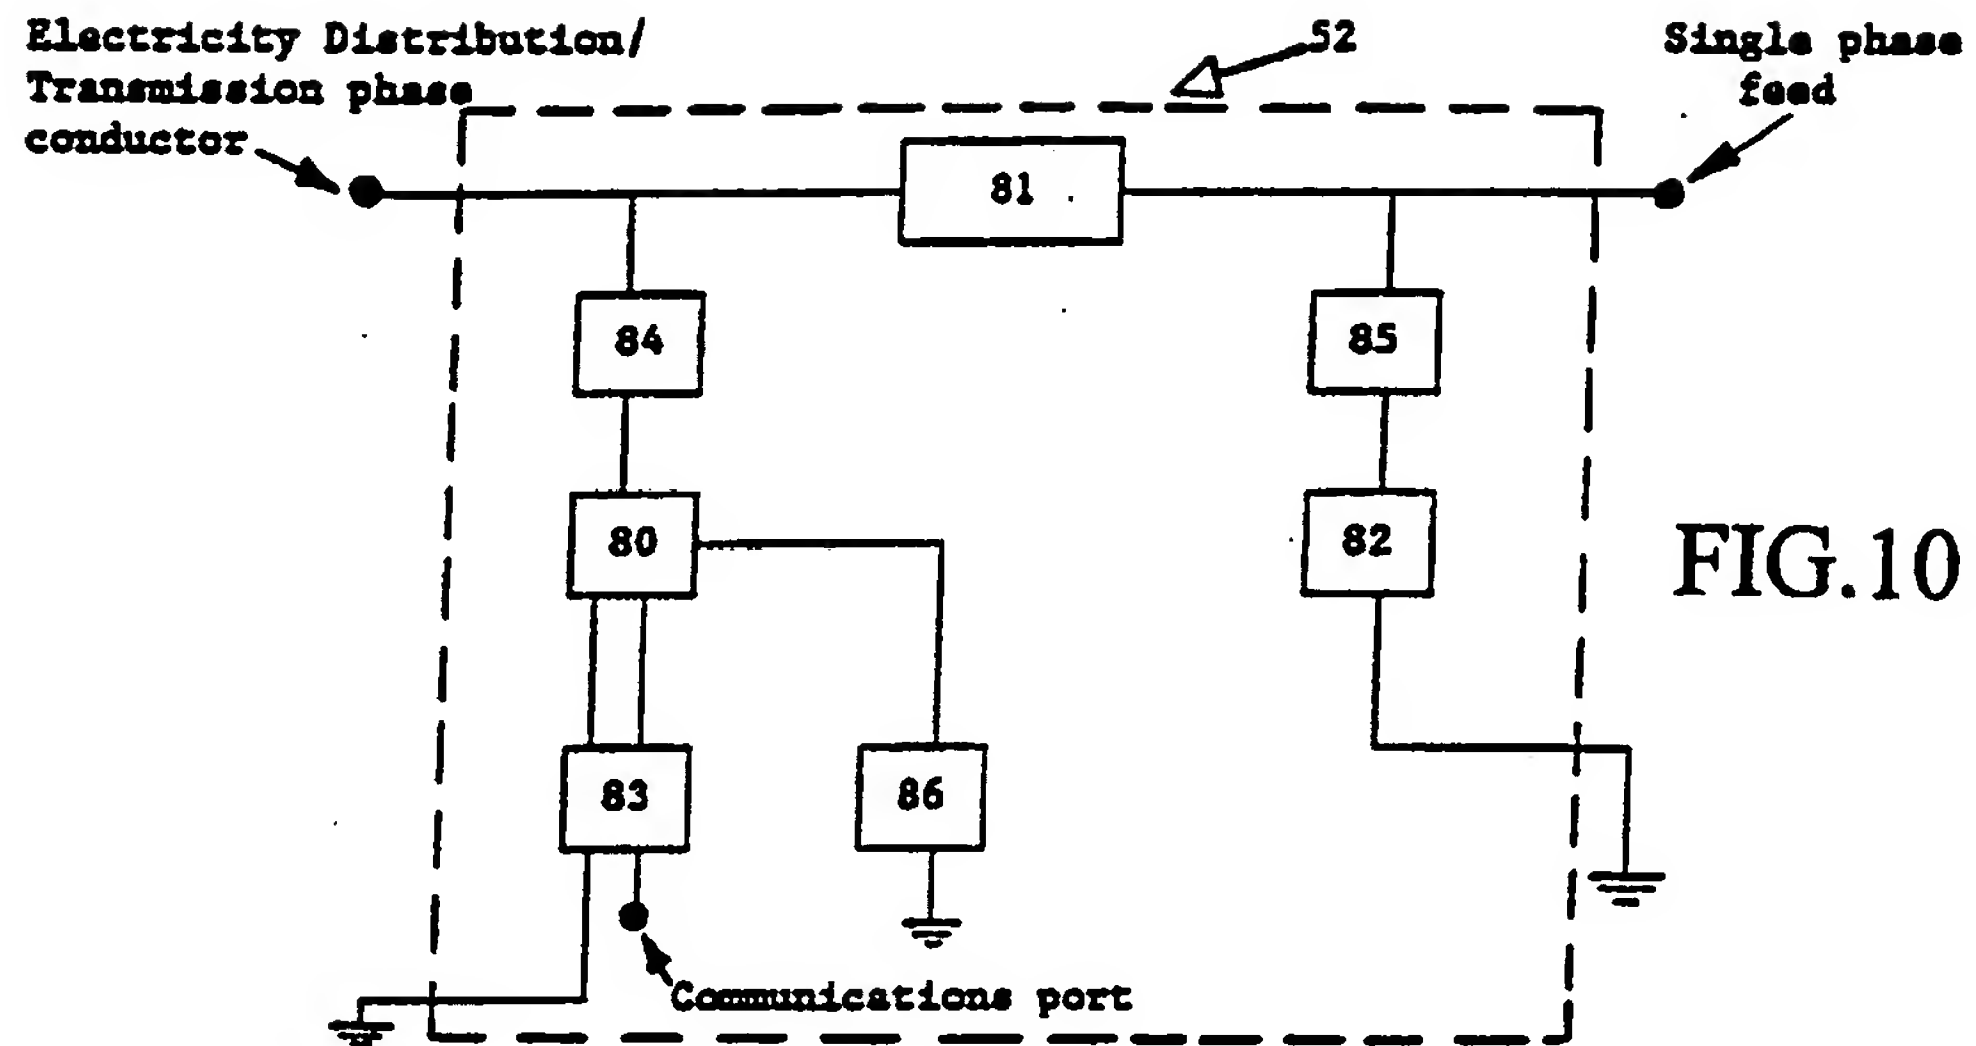 Electricity Distribution/
Transmission phase
conductor
52
Single phase
feed
81
84
85
80
82
FIG.10
83
86
Communications port